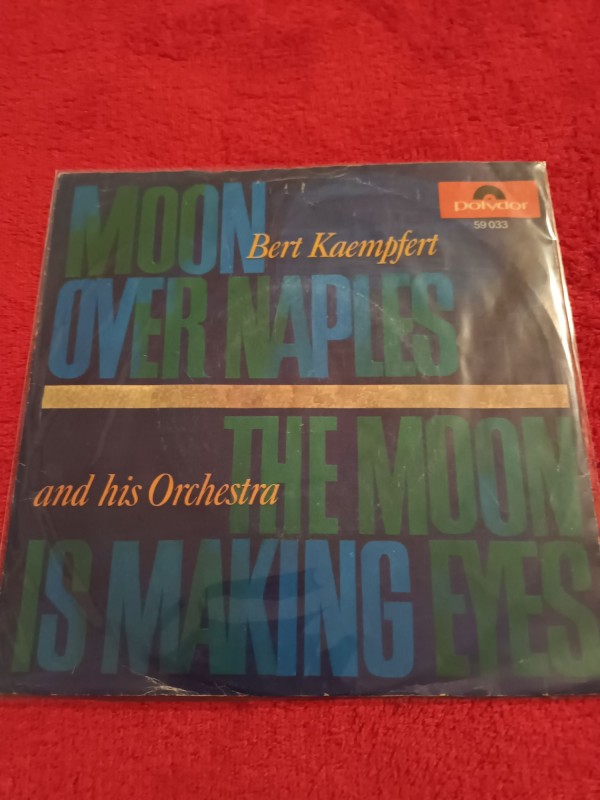 MOON
Bert Kaempfert
polydor
59 033
OVER NAPLES
THE MOON
and his Orchestra
IS MAKING EYES